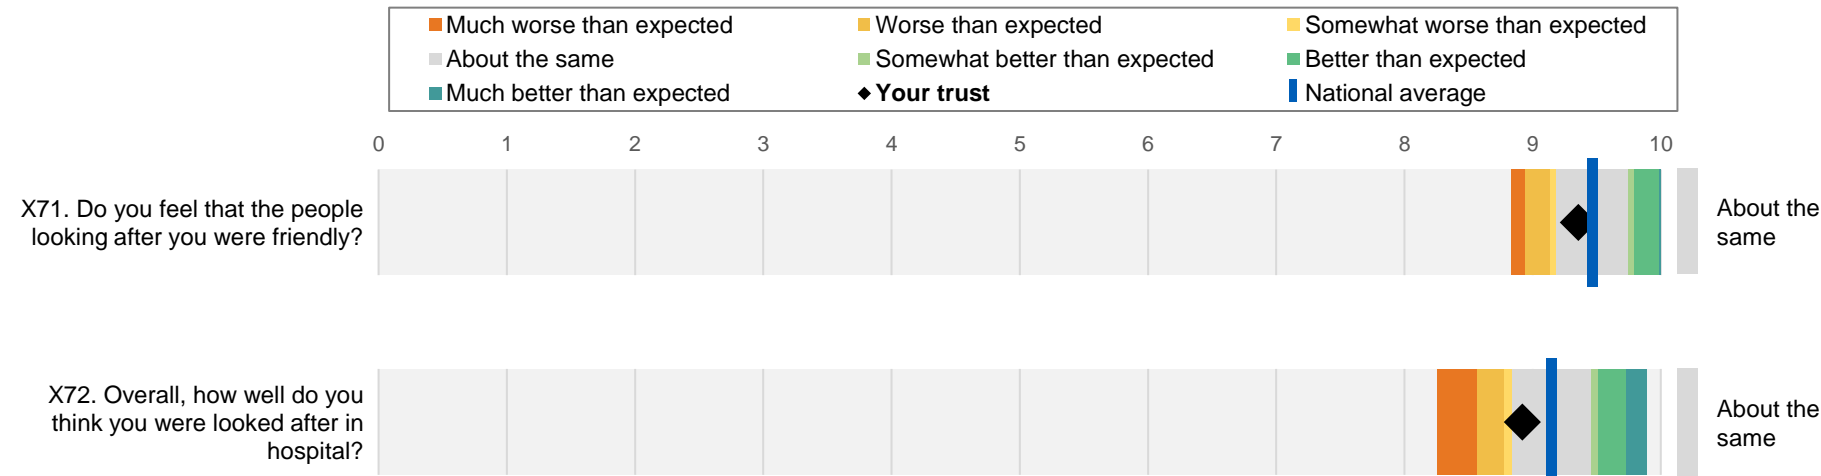 Much worse than expected
Worse than expected
Somewhat worse than expected
About the same
Somewhat better than expected
Better than expected
Much better than expected
Your trust
National average
0 1 2 3 4 5 6 7 8 9 10
X71. Do you feel that the people
looking after you were friendly?
About the
same
X72. Overall, how well do you
think you were looked after in
hospital?
About the
same